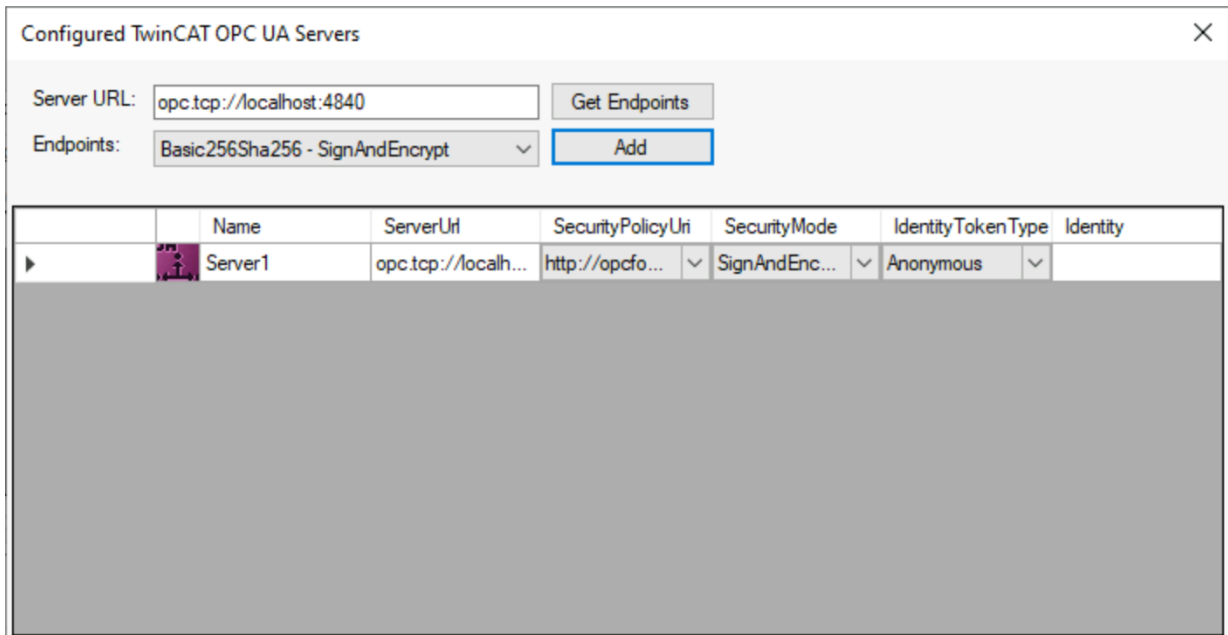 Configured TwinCAT OPC UA Servers
Server URL: opc.tcp://localhost:4840 Get Endpoints
Endpoints: Basic256Sha256 - SignAndEncrypt Add
Name ServerUrl SecurityPolicyUri SecurityMode IdentityTokenType Identity
Server1 opc.tcp://localh... http://opcfo... SignAndEnc... Anonymous